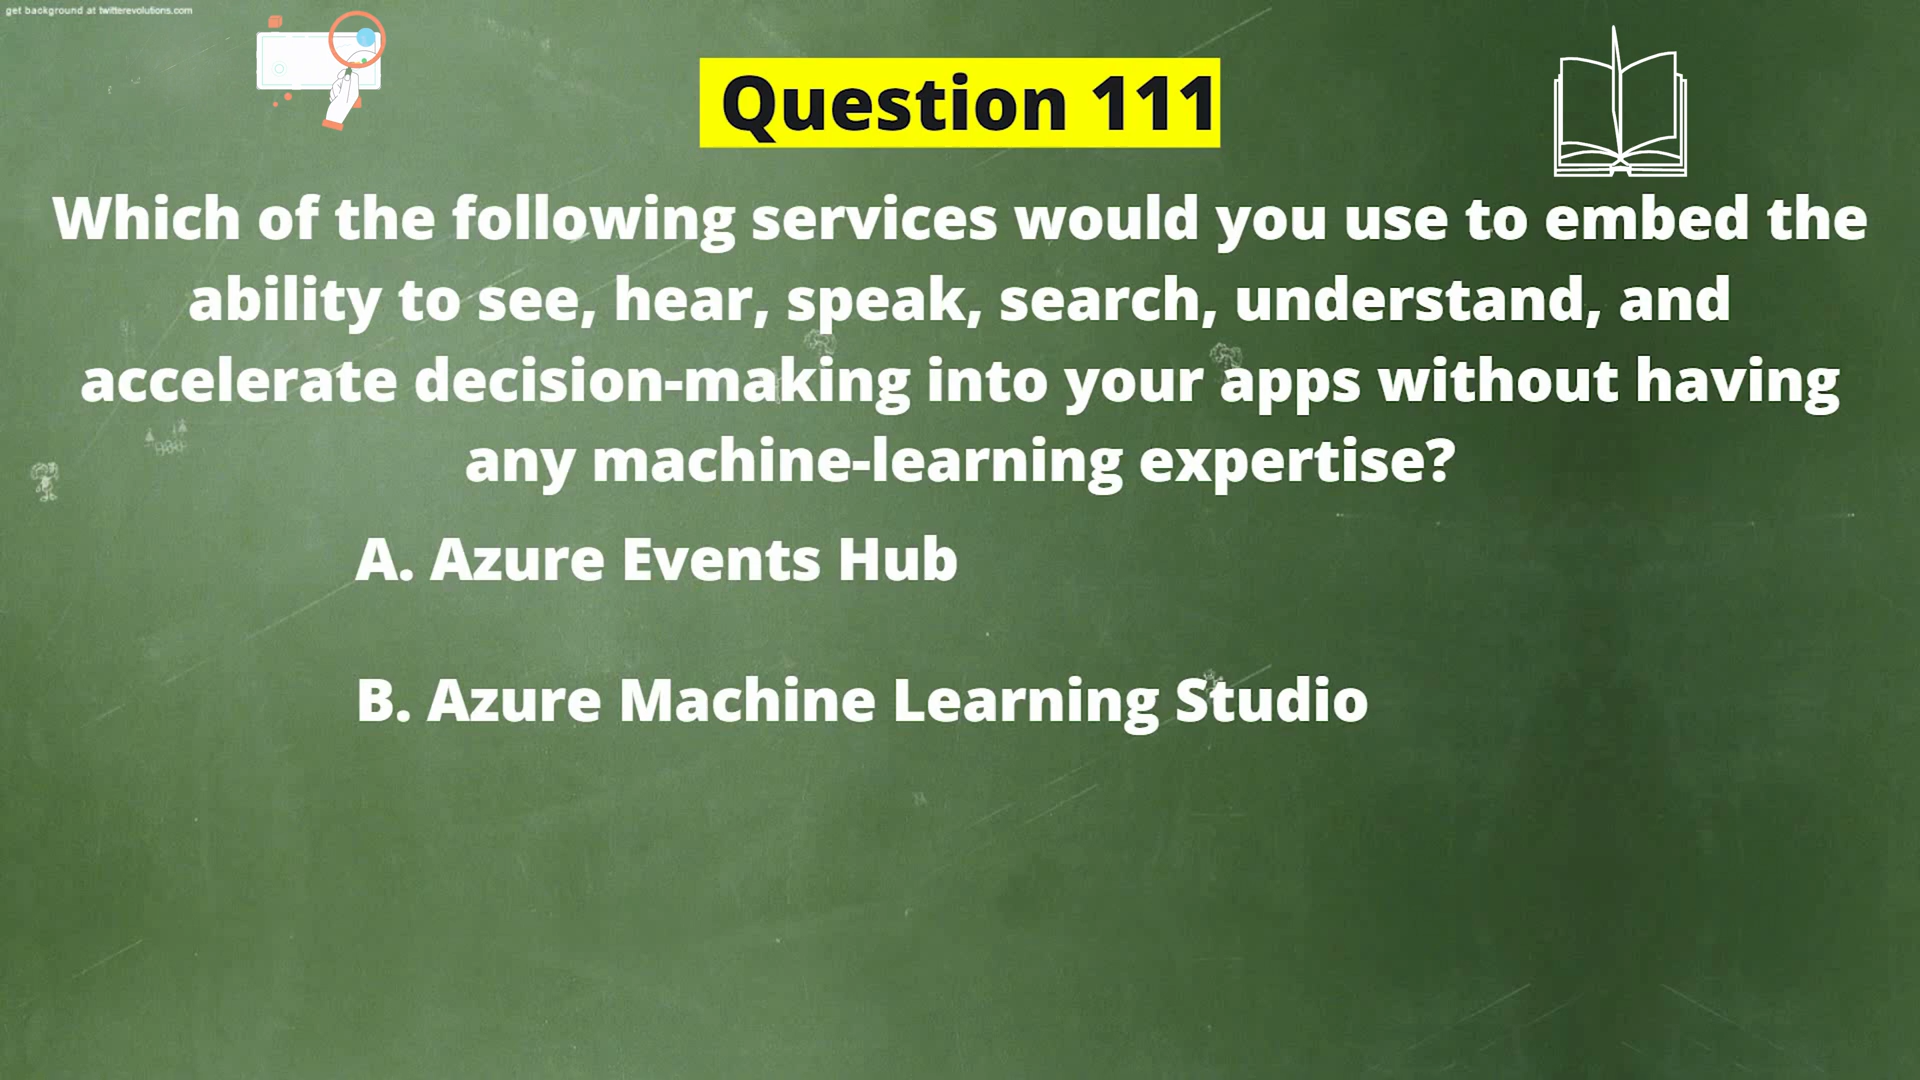 get background at twitterevolutions.com
Question 111
Which of the following services would you use to embed the
ability to see, hear, speak, search, understand, and
accelerate decision-making into your apps without having
any machine-learning expertise?
A. Azure Events Hub
B. Azure Machine Learning Studio